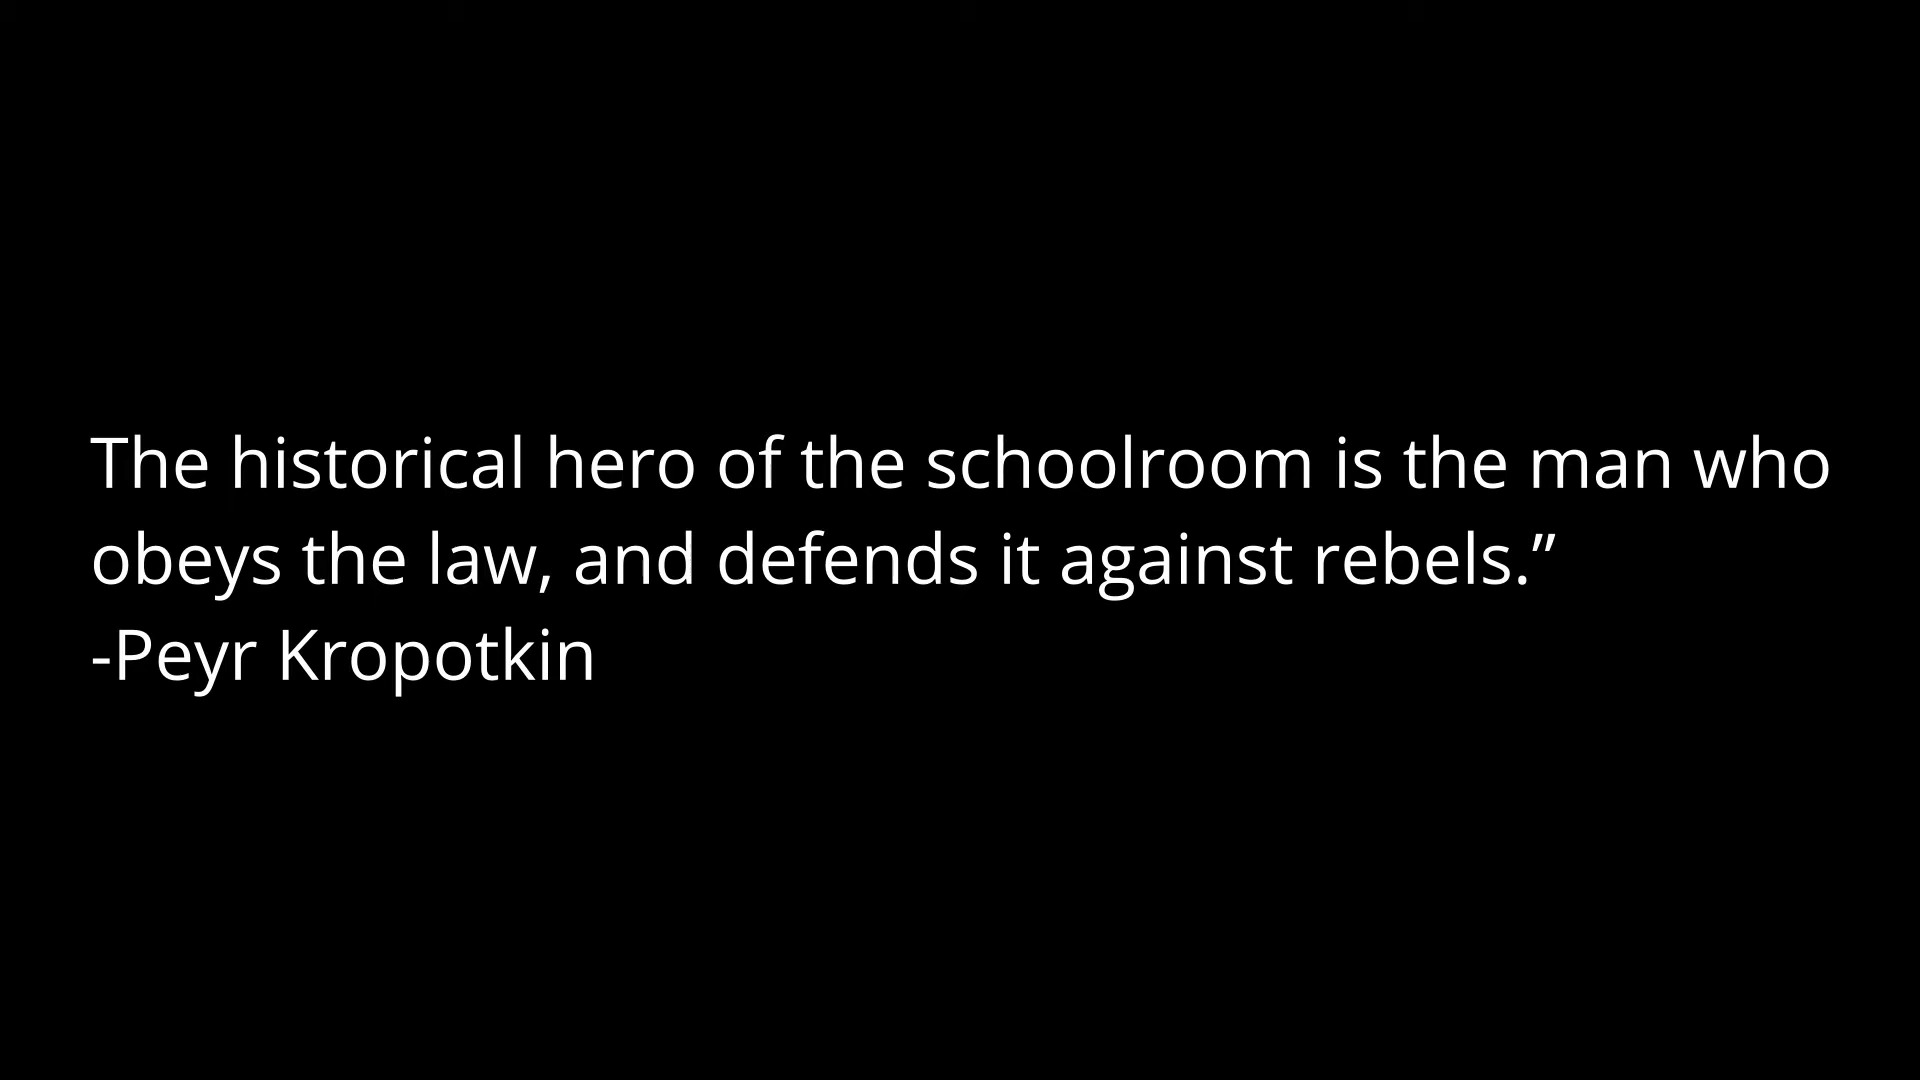 The historical hero of the schoolroom is the man who
obeys the law, and defends it against rebels.”
-Peyr Kropotkin